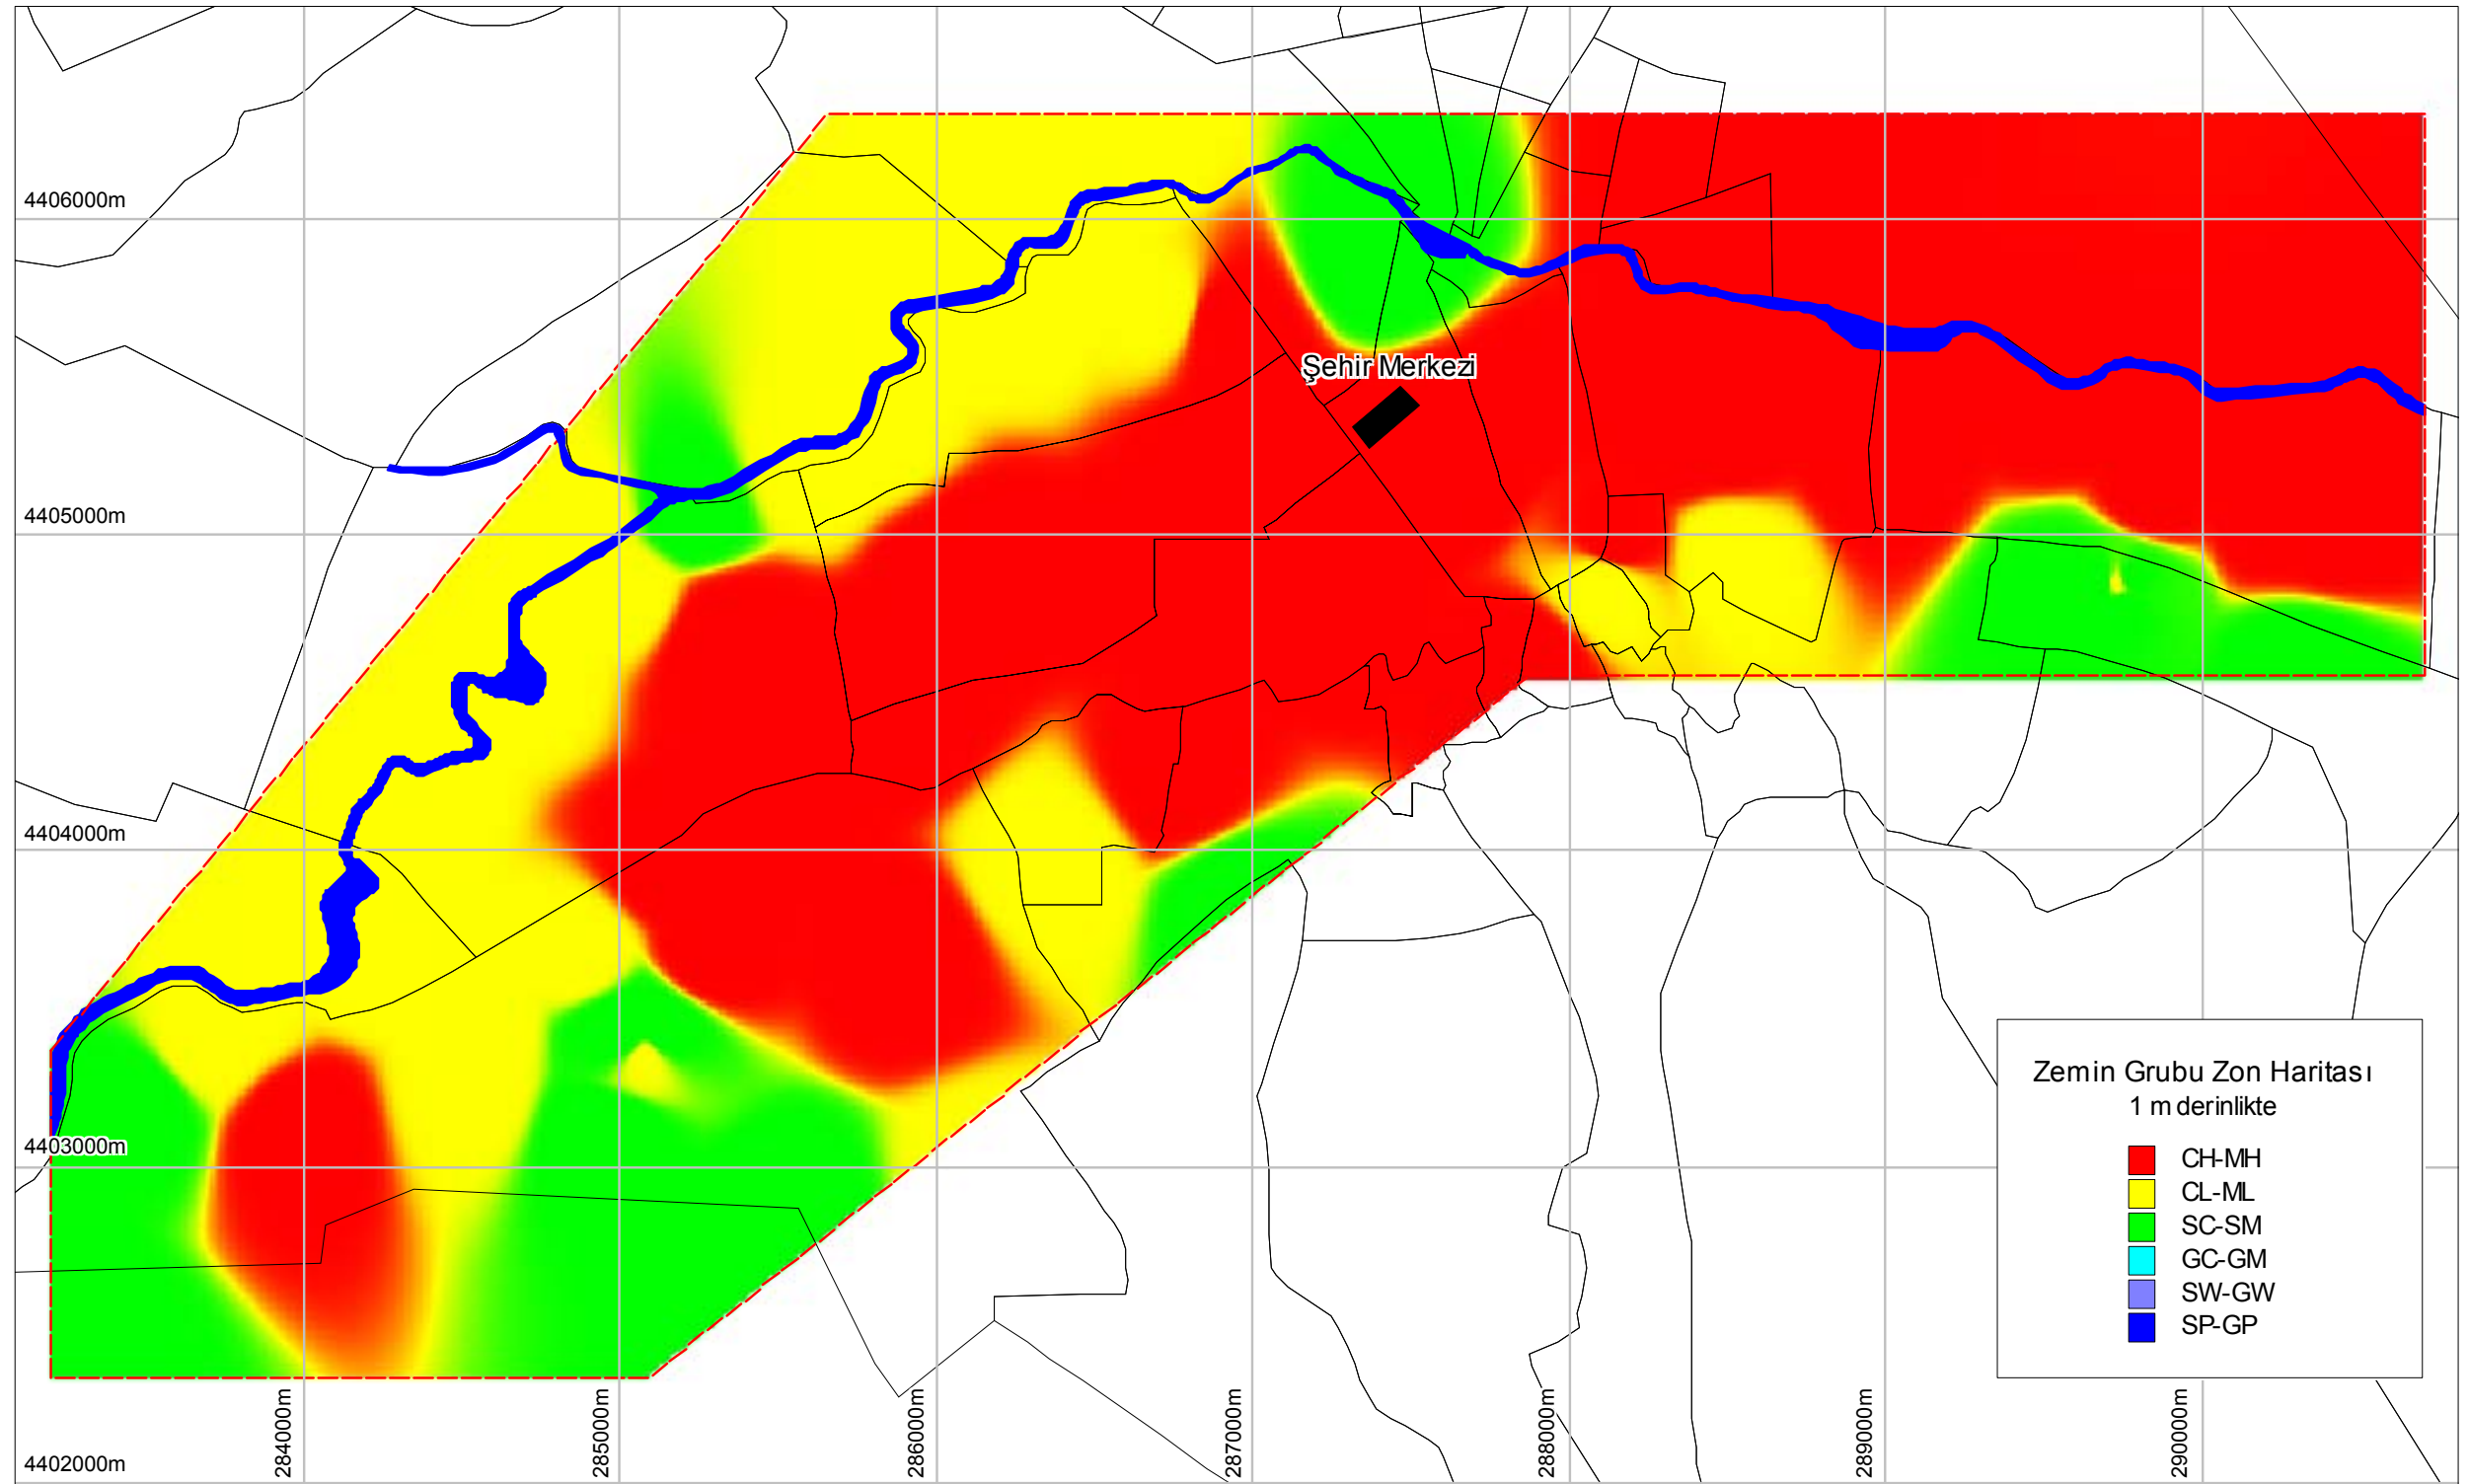 4406000m
Şehir Merkezi
4405000m
4404000m
4403000m
4402000m
284000m
285000m
286000m
287000m
288000m
289000m
290000m
Zemin Grubu Zon Haritası
1 m derinlikte
CH-MH
CL-ML
SC-SM
GC-GM
SW-GW
SP-GP